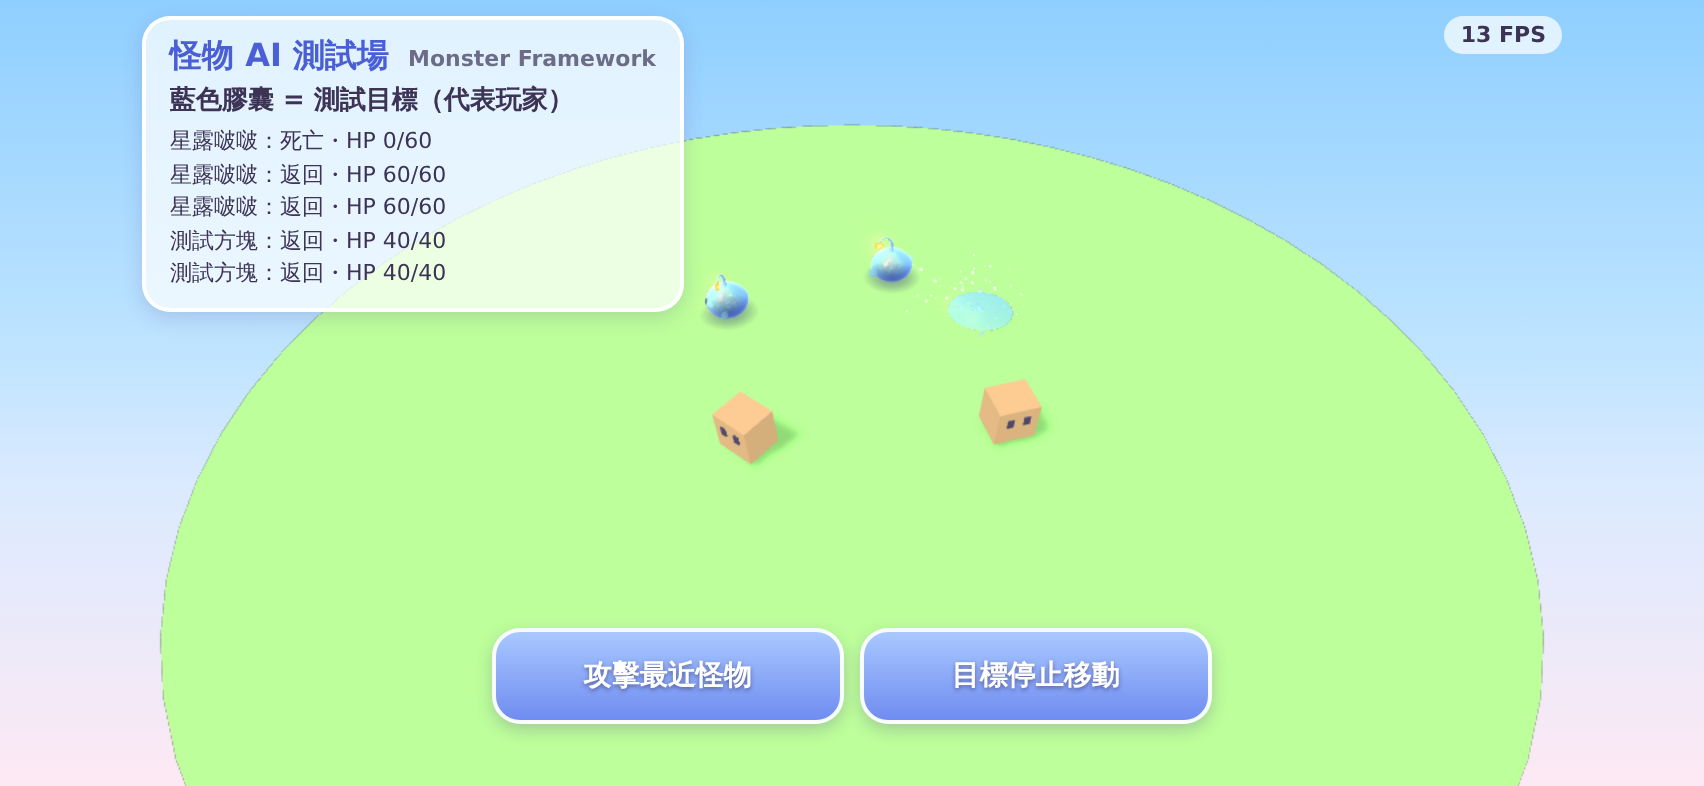 怪物 AI 測試場 Monster Framework
13 FPS
藍色膠囊 = 測試目標（代表玩家）
星露啵啵：死亡・HP 0/60
星露啵啵：返回・HP 60/60
星露啵啵：返回・HP 60/60
測試方塊：返回・HP 40/40
測試方塊：返回・HP 40/40
攻擊最近怪物
目標停止移動